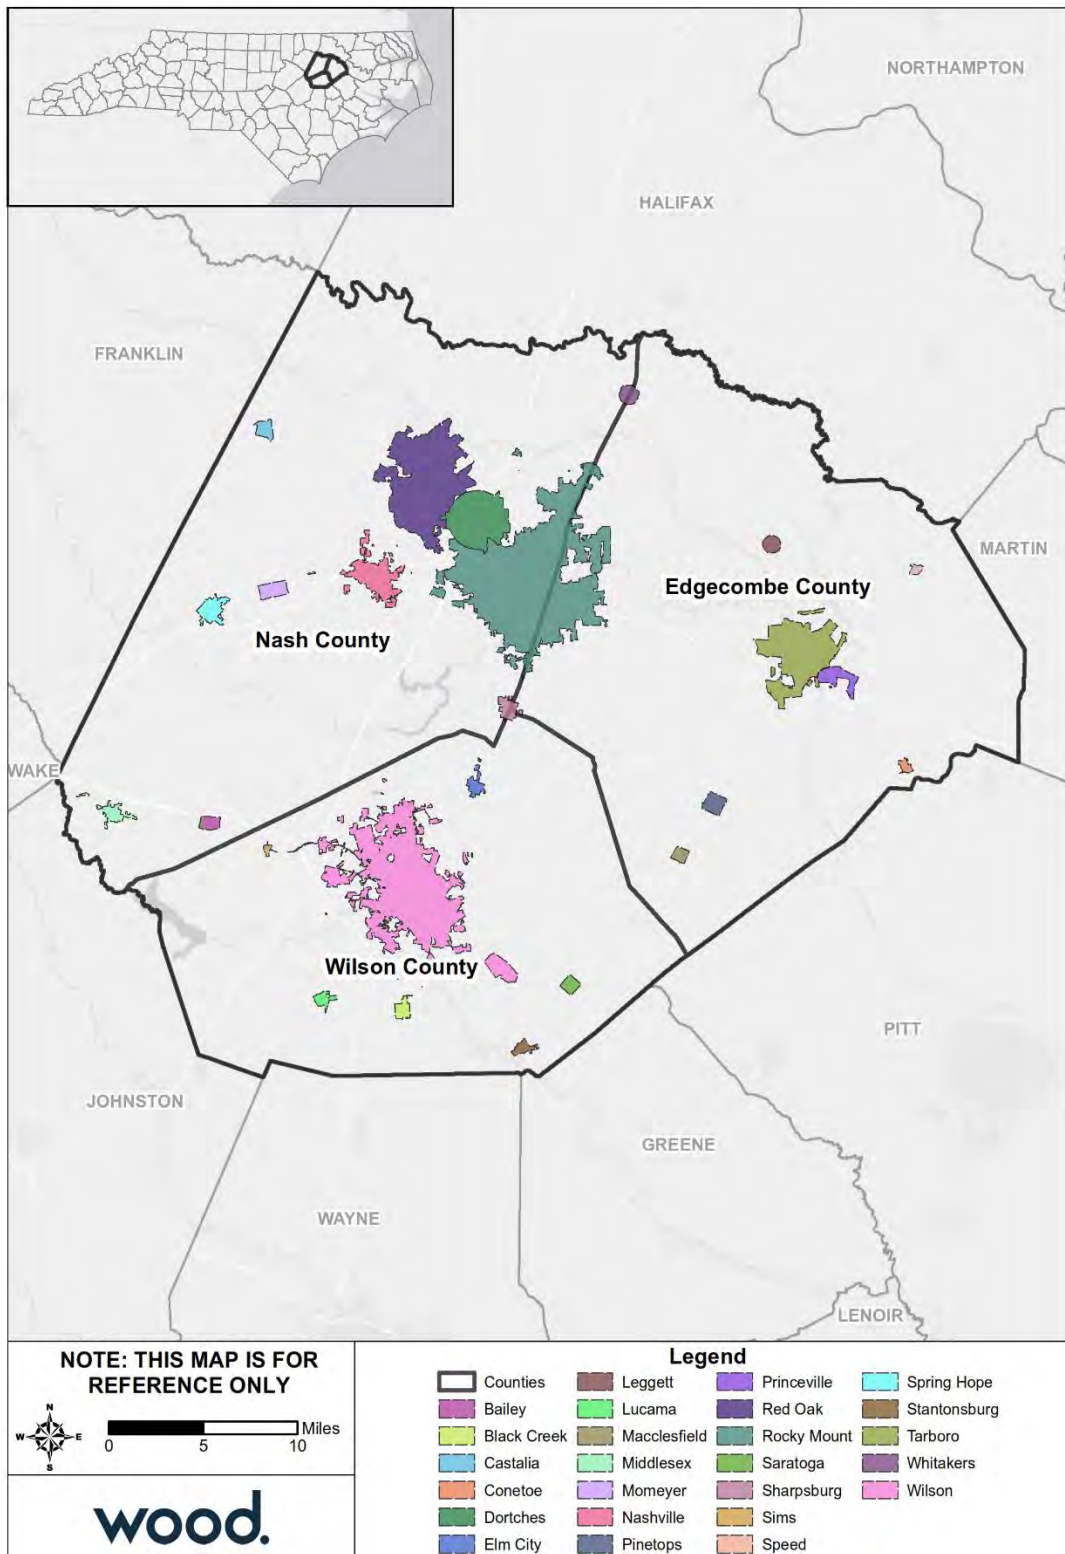 NORTHAMPTON
HALIFAX
FRANKLIN
MARTIN
Edgecombe County
Nash County
WAKE
Wilson County
PITT
JOHNSTON
GREENE
WAYNE
LENOIR
NOTE: THIS MAP IS FOR
REFERENCE ONLY
N
W E
S
Miles
0 5 10
wood.
Legend
Counties
Bailey
Black Creek
Castalia
Conetoe
Dortches
Elm City
Leggett
Lucama
Macclesfield
Middlesex
Momeyer
Nashville
Pinetops
Princeville
Red Oak
Rocky Mount
Saratoga
Sharpsburg
Sims
Speed
Spring Hope
Stantonsburg
Tarboro
Whitakers
Wilson